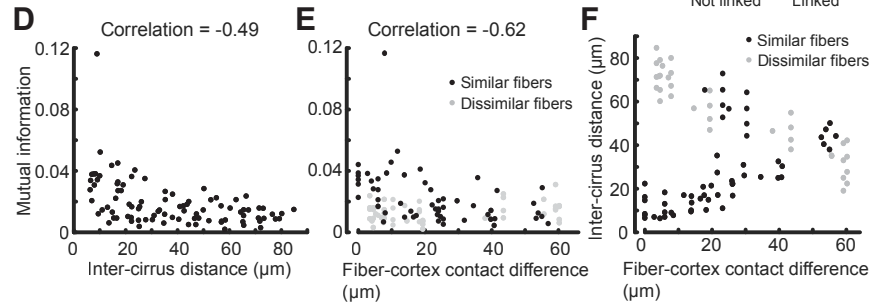 Not linked Linked
D
Correlation = -0.49
0.12
0.08
0.04
0
Mutual information
0 20 40 60 80
Inter-cirrus distance (μm)
E
Correlation = -0.62
0.12
0.08
0.04
0
Similar fibers
Dissimilar fibers
0 20 40 60
Fiber-cortex contact difference
(μm)
F
Similar fibers
Dissimilar fibers
80
60
40
20
0
Inter-cirrus distance (μm)
0 20 40 60
Fiber-cortex contact difference
(μm)